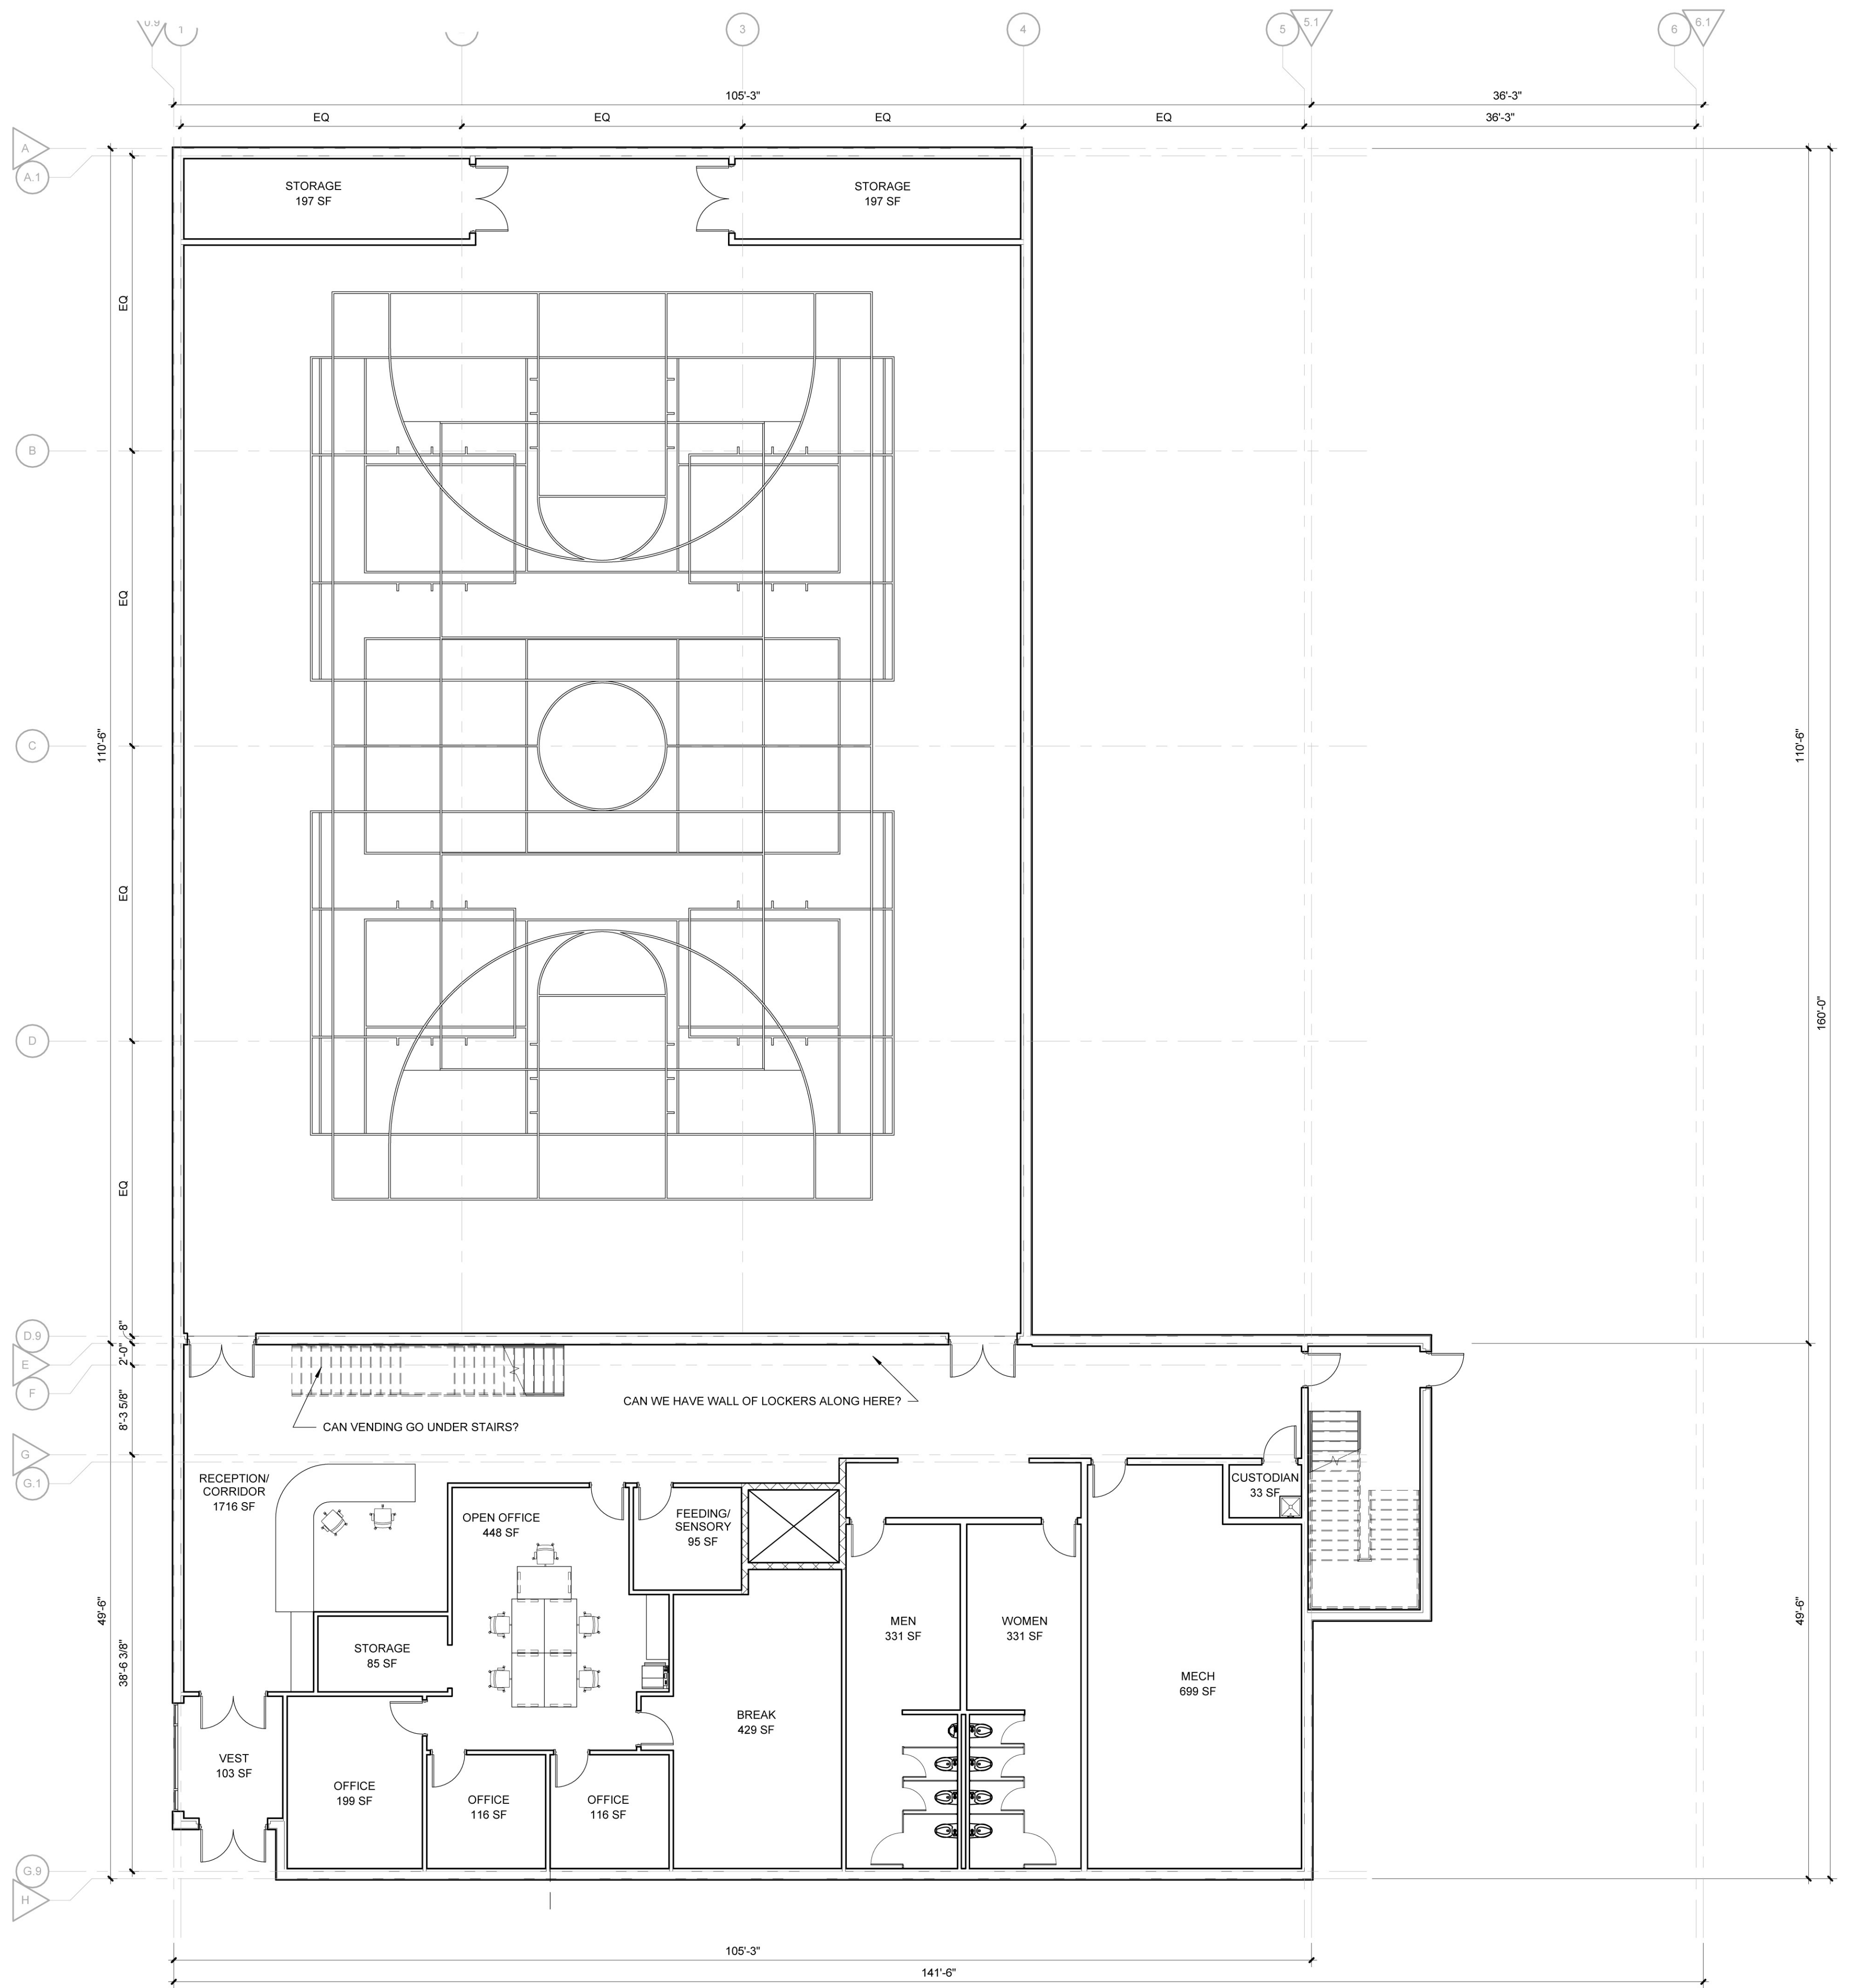 0.9
1
3
4
5
5.1
6
6.1
105'-3"
36'-3"
EQ
EQ
EQ
EQ
36'-3"
A
A.1
STORAGE
197 SF
STORAGE
197 SF
EQ
B
EQ
C
110'-6"
110'-6"
EQ
D
160'-0"
EQ
D.9
8"
E
2'-0"
F
8'-3 5/8"
CAN VENDING GO UNDER STAIRS?
CAN WE HAVE WALL OF LOCKERS ALONG HERE?
G
G.1
RECEPTION/
CORRIDOR
1716 SF
OPEN OFFICE
448 SF
FEEDING/
SENSORY
95 SF
CUSTODIAN
33 SF
49'-6"
38'-6 3/8"
STORAGE
85 SF
MEN
331 SF
WOMEN
331 SF
MECH
699 SF
49'-6"
VEST
103 SF
OFFICE
199 SF
OFFICE
116 SF
OFFICE
116 SF
BREAK
429 SF
G.9
H
105'-3"
141'-6"